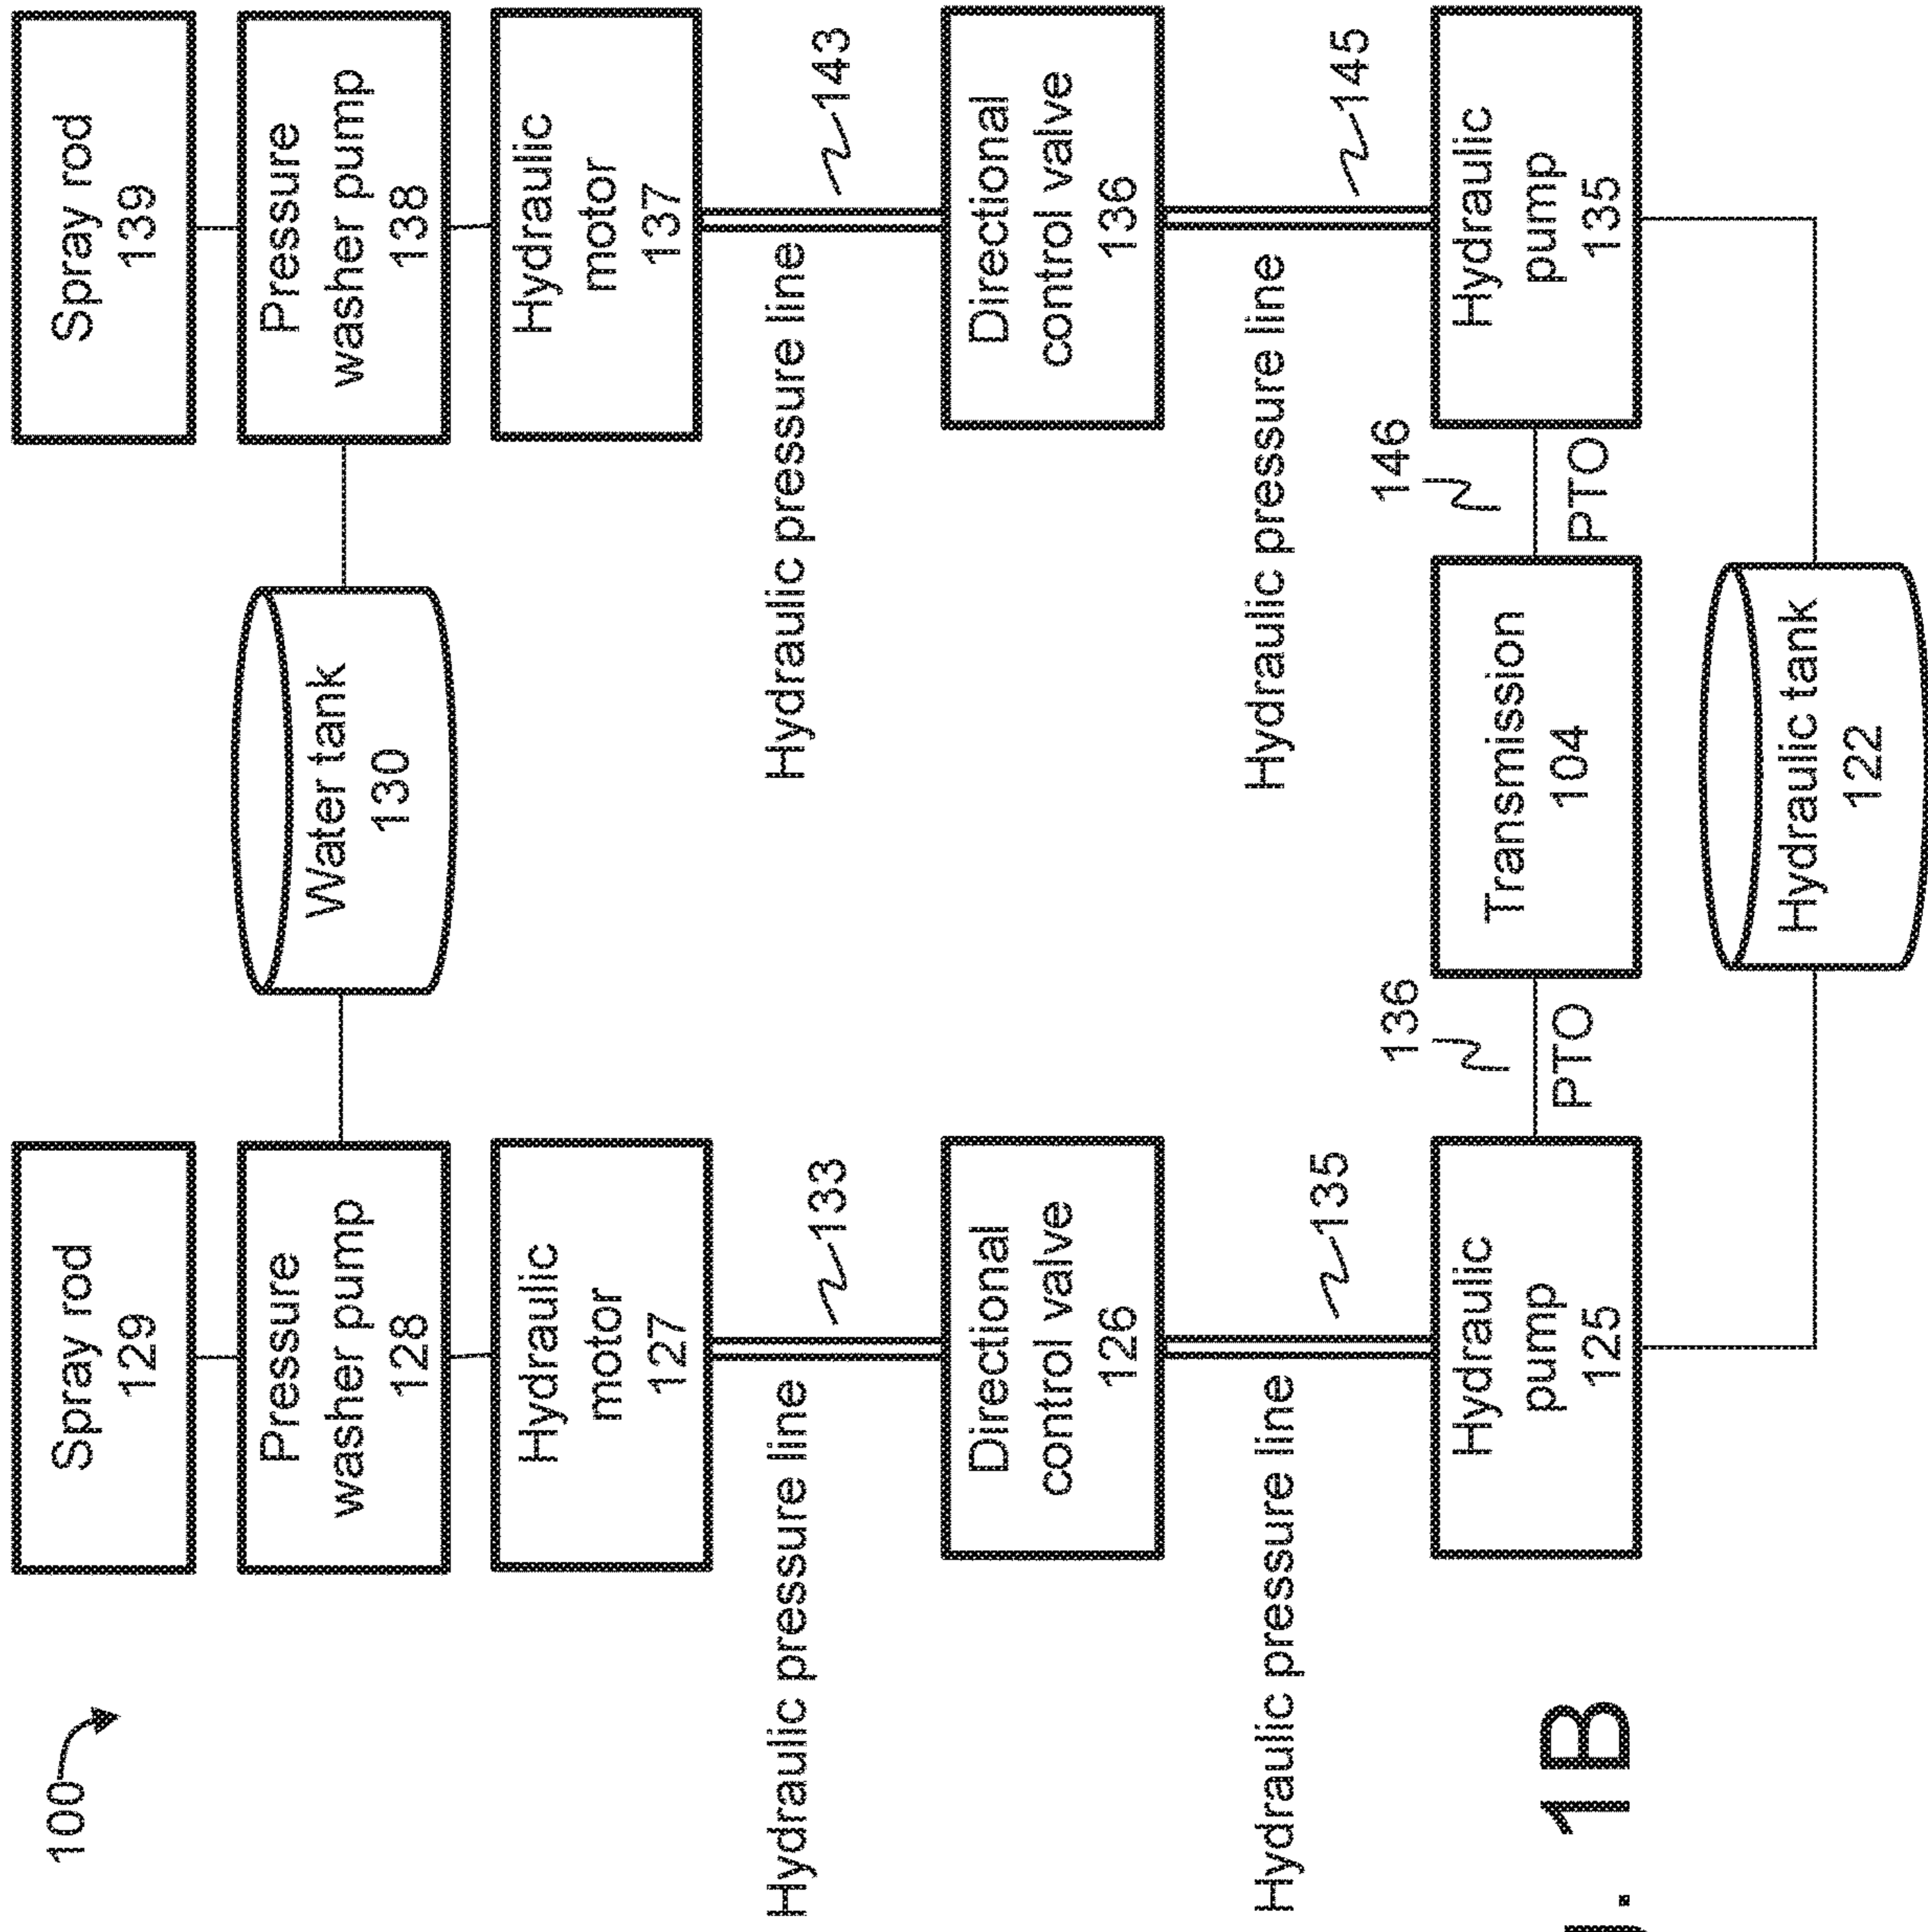 100
Spray rod
129
Spray rod
139
Pressure
washer pump
128
Water tank
130
Pressure
washer pump
138
Hydraulic
motor
127
Hydraulic
motor
137
Hydraulic pressure line
133
Hydraulic pressure line
143
Directional
control valve
126
Directional
control valve
136
Hydraulic pressure line
135
Hydraulic pressure line
145
Hydraulic
pump
125
136
PTO
Transmission
104
146
PTO
Hydraulic
pump
135
Hydraulic tank
122
1B